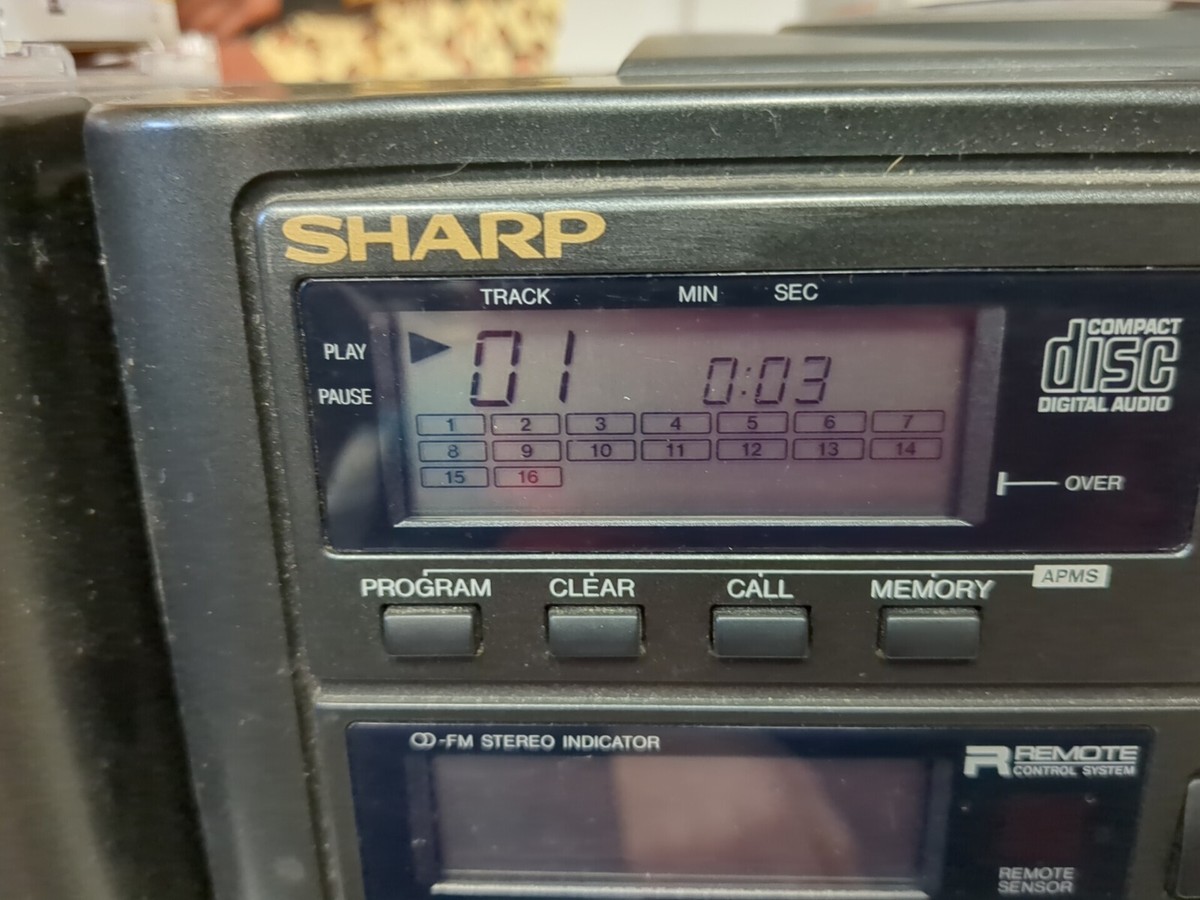 SHARP
TRACK MIN SEC
PLAY 01 0:03
PAUSE
COMPACT
disc
DIGITAL AUDIO
1 2 3 4 5 6 7
8 9 10 11 12 13 14
15 16
OVER
APMS
PROGRAM CLEAR CALL MEMORY
-FM STEREO INDICATOR
R REMOTE
CONTROL SYSTEM
REMOTE
SENSOR